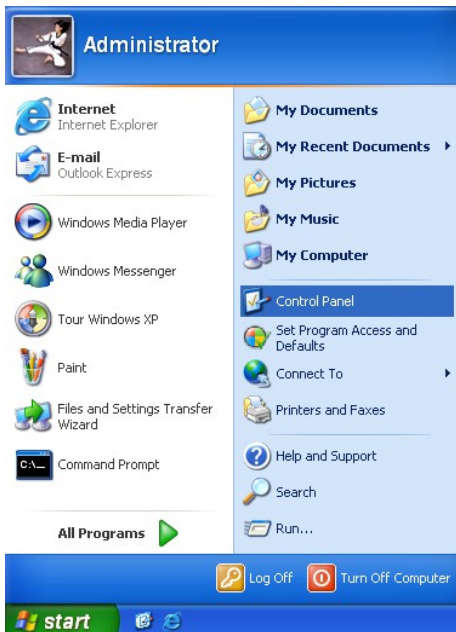 Administrator
Internet
Internet Explorer
E-mail
Outlook Express
Windows Media Player
Windows Messenger
Tour Windows XP
Paint
Files and Settings Transfer
Wizard
C:\_
Command Prompt
All Programs
My Documents
My Recent Documents
My Pictures
My Music
My Computer
Control Panel
Set Program Access and
Defaults
Connect To
Printers and Faxes
Help and Support
Search
Run...
Log Off
Turn Off Computer
start